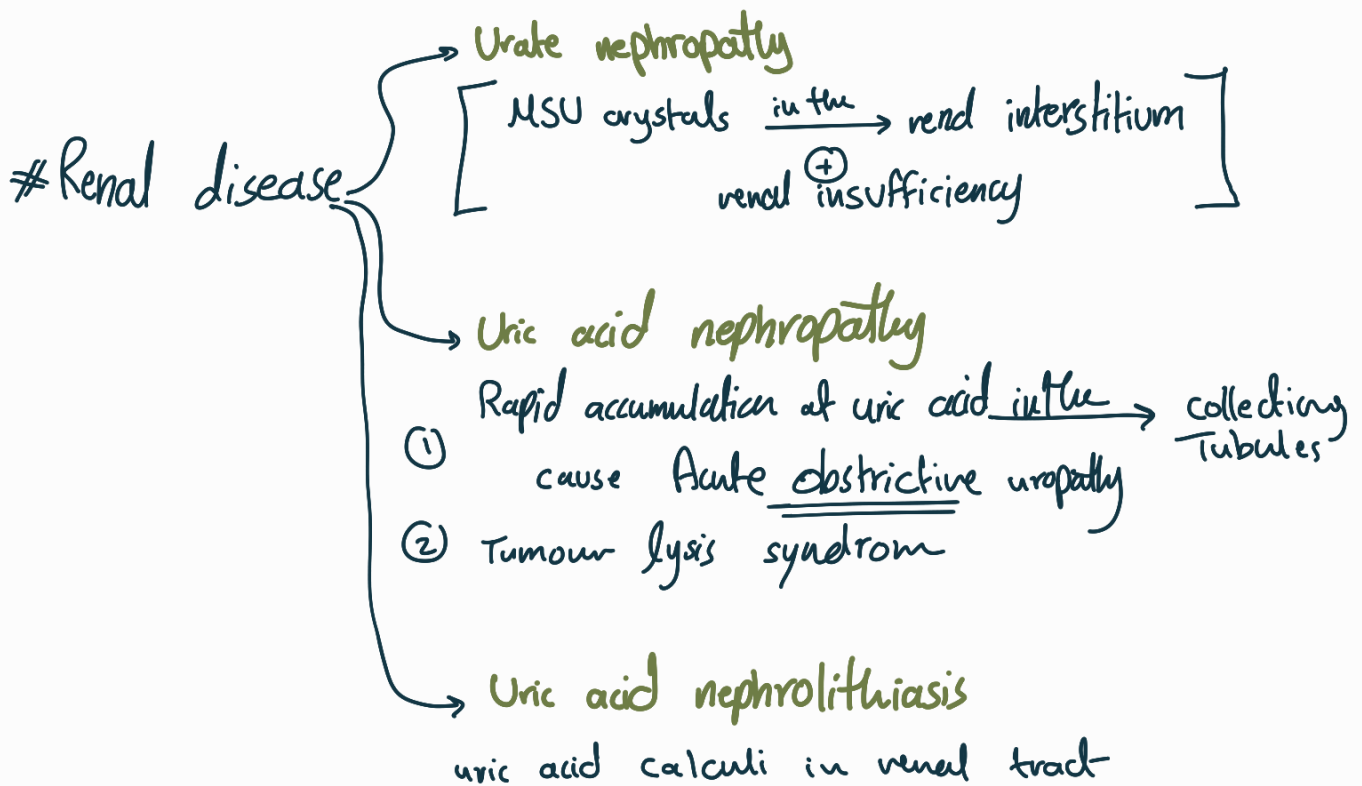 Urate nephropathy
MSU crystals in the → renal interstitium
+
renal insufficiency
#Renal disease
Uric acid nephropathy
Rapid accumulation of uric acid in the → collecting
Tubules
①
cause Acute obstrictive uropathy
② Tumour lysis syndrom
Uric acid nephrolithiasis
uric acid calculi in renal tract